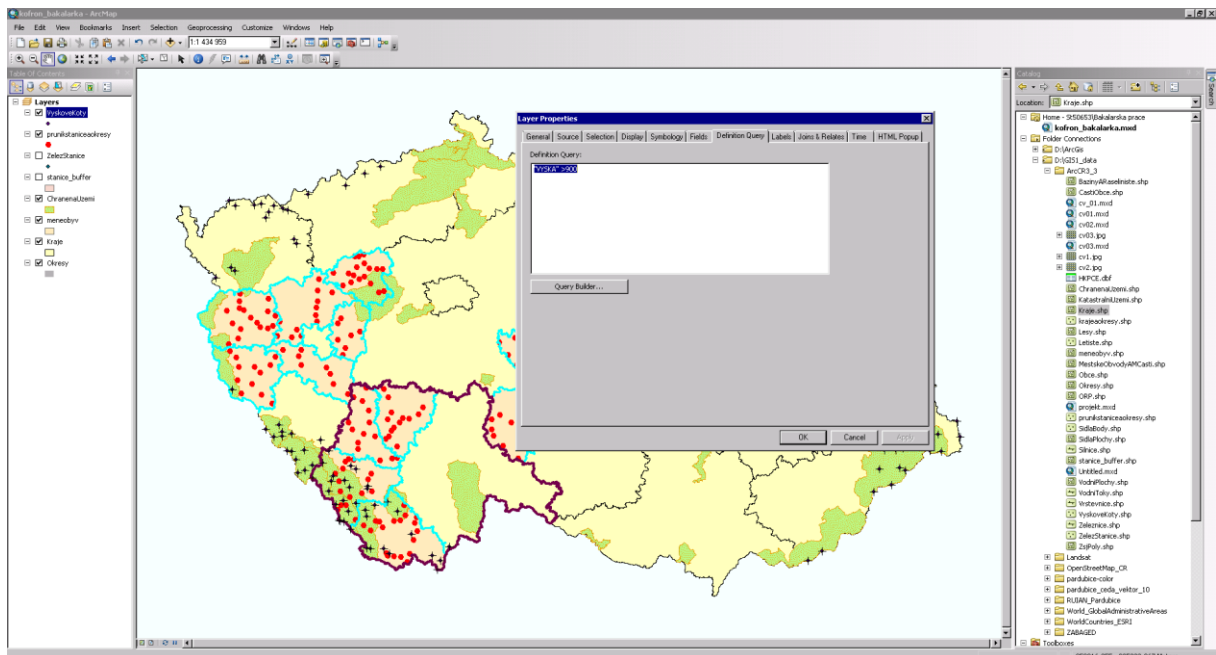 kofron_bakalarka - ArcMap
File Edit View Bookmarks Insert Selection Geoprocessing Customize Windows Help
1:1 434 959
Table Of Contents
Layers
VyskoveKoty
prunikstaniceaokresy
ZelezStanice
stanice_buffer
ChranenaUzemi
meneobyv
Kraje
Okresy
Layer Properties
General Source Selection Display Symbology Fields Definition Query Labels Joins & Relates Time HTML Popup
Definition Query:
"VYSKA" >900
Query Builder...
OK Cancel Apply
Catalog
Location: Kraje.shp
Home - St50653\Bakalarska prace
kofron_bakalarka.mxd
Folder Connections
D:\ArcGis
D:\GIS1_data
ArcCR3_3
BazinyARaseliniste.shp
CastiObce.shp
cv_01.mxd
cv01.mxd
cv02.mxd
cv03.jpg
cv03.mxd
cv1.jpg
cv2.jpg
HKPCE.dbf
ChranenaUzemi.shp
KatastralniUzemi.shp
Kraje.shp
krajeaokresy.shp
Lesy.shp
Letiste.shp
meneobyv.shp
MestskeObvodyAMCasti.shp
Obce.shp
Okresy.shp
ORP.shp
projekt.mxd
prunikstaniceaokresy.shp
SidlaBody.shp
SidlaPlochy.shp
Silnice.shp
stanice_buffer.shp
Untitled.mxd
VodniPlochy.shp
VodniToky.shp
Vrstevnice.shp
VyskoveKoty.shp
Zeleznice.shp
ZelezStanice.shp
ZsjPoly.shp
Landsat
OpenStreetMap_CR
pardubice-color
pardubice_ceda_vektor_10
RUIAN_Pardubice
World_GlobalAdministrativeAreas
WorldCountries_ESRI
ZABAGED
Toolboxes
Search